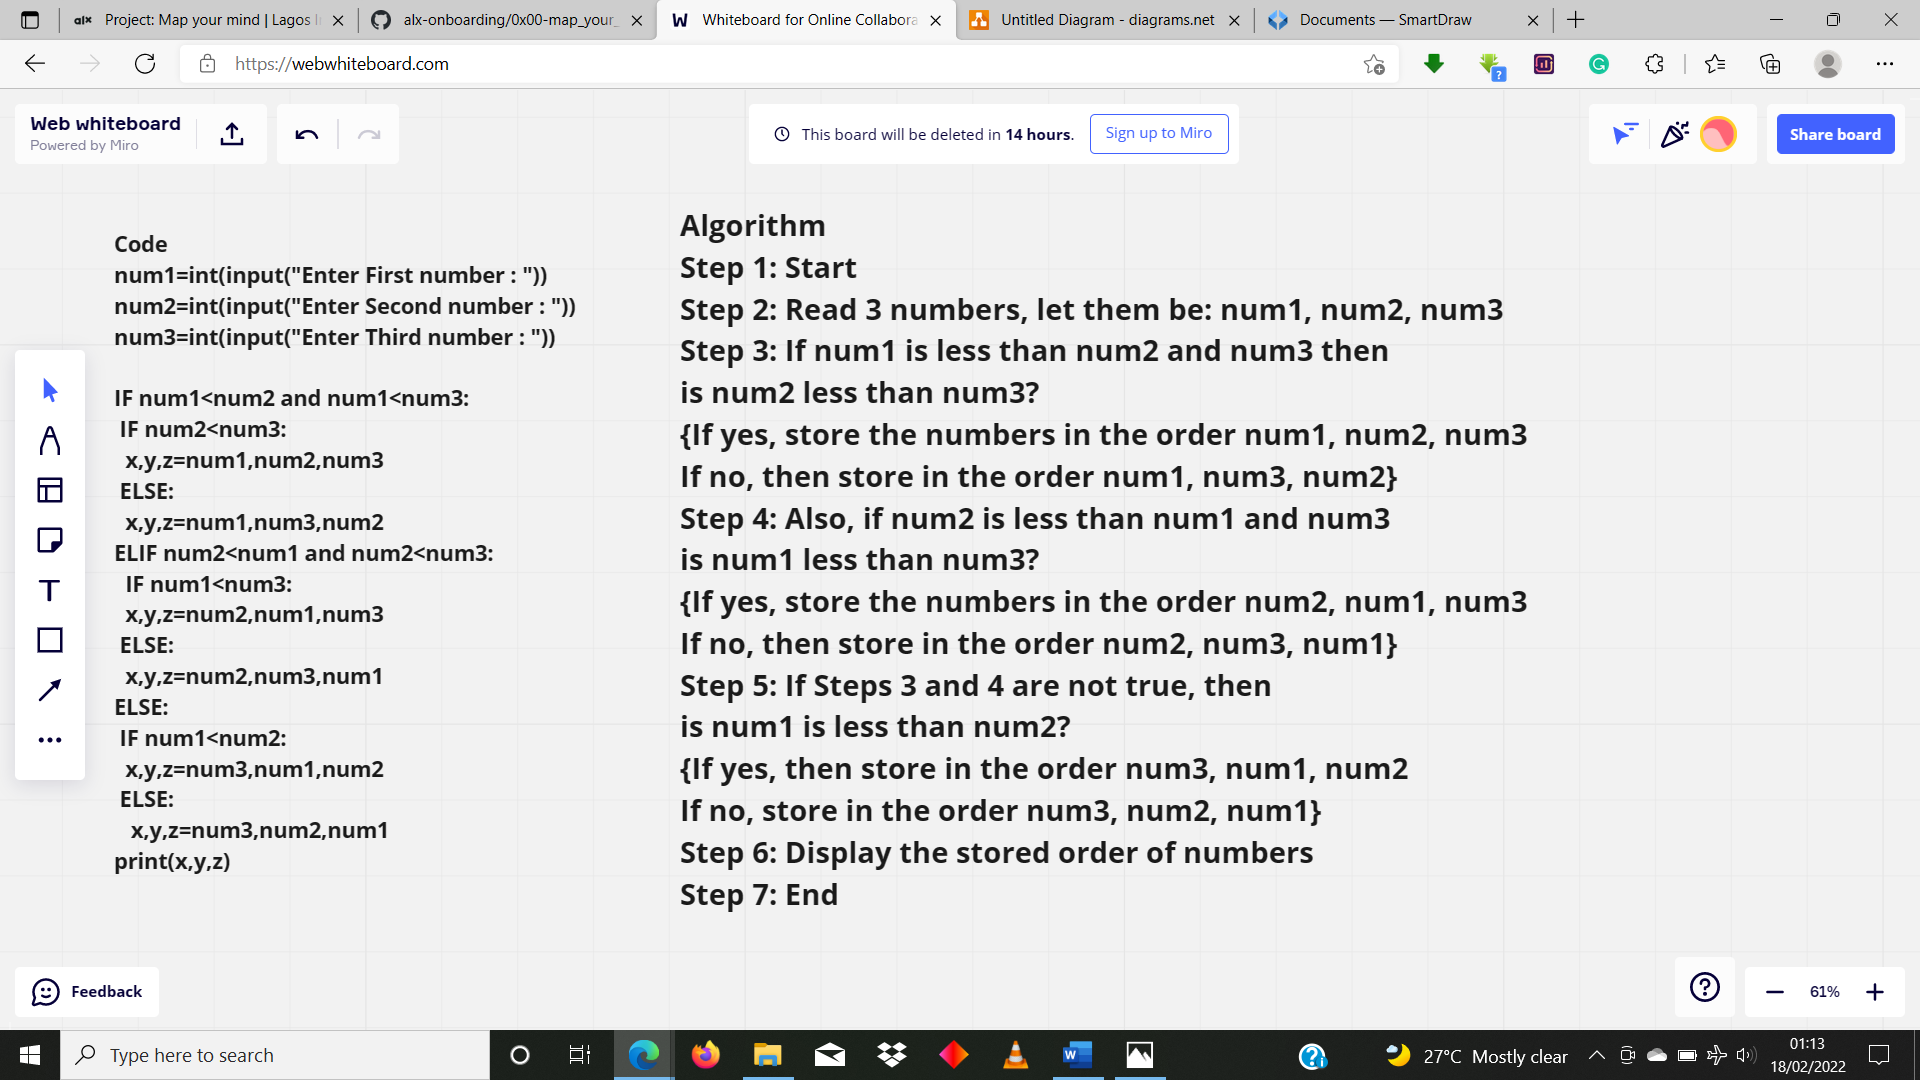 Project: Map your mind | Lagos I
alx-onboarding/0x00-map_your_
Whiteboard for Online Collabora
Untitled Diagram - diagrams.net
Documents — SmartDraw
https://webwhiteboard.com
Web whiteboard
Powered by Miro
This board will be deleted in 14 hours.
Sign up to Miro
Share board
Code
num1=int(input("Enter First number : "))
num2=int(input("Enter Second number : "))
num3=int(input("Enter Third number : "))
IF num1<num2 and num1<num3:
IF num2<num3:
x,y,z=num1,num2,num3
ELSE:
x,y,z=num1,num3,num2
ELIF num2<num1 and num2<num3:
IF num1<num3:
x,y,z=num2,num1,num3
ELSE:
x,y,z=num2,num3,num1
ELSE:
IF num1<num2:
x,y,z=num3,num1,num2
ELSE:
x,y,z=num3,num2,num1
print(x,y,z)
Algorithm
Step 1: Start
Step 2: Read 3 numbers, let them be: num1, num2, num3
Step 3: If num1 is less than num2 and num3 then
is num2 less than num3?
{If yes, store the numbers in the order num1, num2, num3
If no, then store in the order num1, num3, num2}
Step 4: Also, if num2 is less than num1 and num3
is num1 less than num3?
{If yes, store the numbers in the order num2, num1, num3
If no, then store in the order num2, num3, num1}
Step 5: If Steps 3 and 4 are not true, then
is num1 is less than num2?
{If yes, then store in the order num3, num1, num2
If no, store in the order num3, num2, num1}
Step 6: Display the stored order of numbers
Step 7: End
Feedback
61%
Type here to search
27°C Mostly clear
01:13
18/02/2022